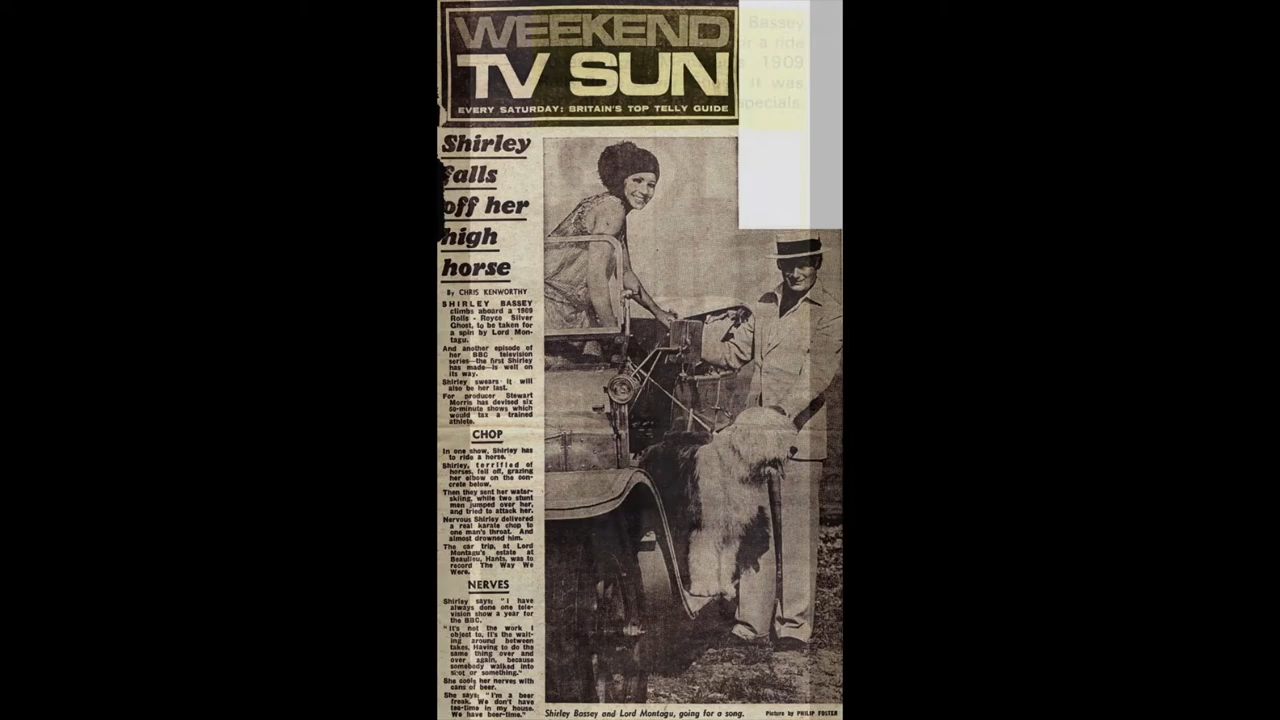 WEEKEND
TV SUN
EVERY SATURDAY: BRITAIN'S TOP TELLY GUIDE
Bassey
a ride
1909
It was
specials.
Shirley
falls
off her
high
horse
By CHRIS KENWORTHY
SHIRLEY BASSEY
climbs aboard a 1909
Rolls-Royce Silver
Ghost, to be taken for
a spin by Lord Mon-
tagu.
And another episode of
her BBC television
series—the first Shirley
has made—is well on
its way.
Shirley swears it will
also be her last.
For producer Stewart
Morris has devised six
50-minute shows which
would tax a trained
athlete.
CHOP
In one show, Shirley has
to ride a horse.
Shirley, terrified of
horses, fell off, grazing
her elbow on the con-
crete below.
Then they sent her water-
skiing, while two stunt
men jumped over her,
and tried to attack her.
Nervous Shirley delivered
a real karate chop to
one man's throat. And
almost drowned him.
The car trip, at Lord
Montagu's estate at
Beaulieu, Hants, was to
record The Way We
Were.
NERVES
Shirley says: "I have
always done one tele-
vision show a year for
the BBC.
"It's not the work I
object to. It's the wait-
ing around between
takes. Having to do the
same thing over and
over again, because
somebody walked into
shot or something."
She cools her nerves with
cans of beer.
She says: "I'm a beer
freak. We don't have
tea-time in my house.
We have beer-time."
Shirley Bassey and Lord Montagu, going for a song.
Picture by PHILIP FOSTER